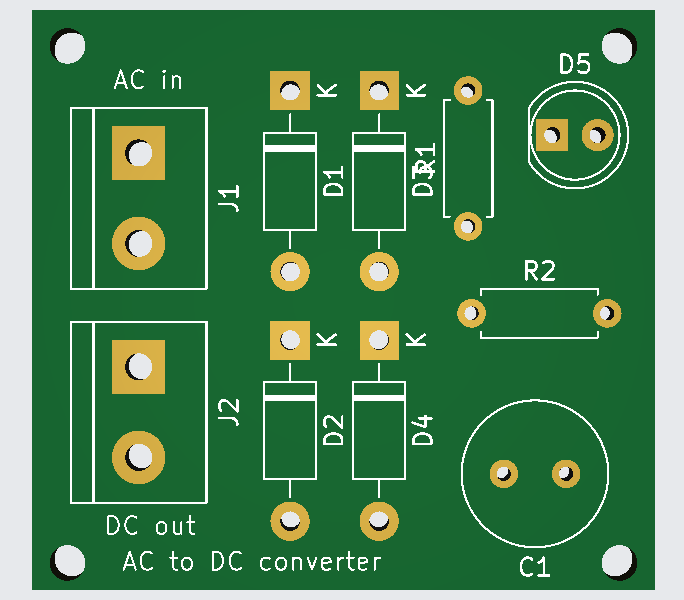 AC in
D5
K
K
J1
D1
D3
R1
R2
K
K
J2
D2
D4
DC out
AC to DC converter
C1